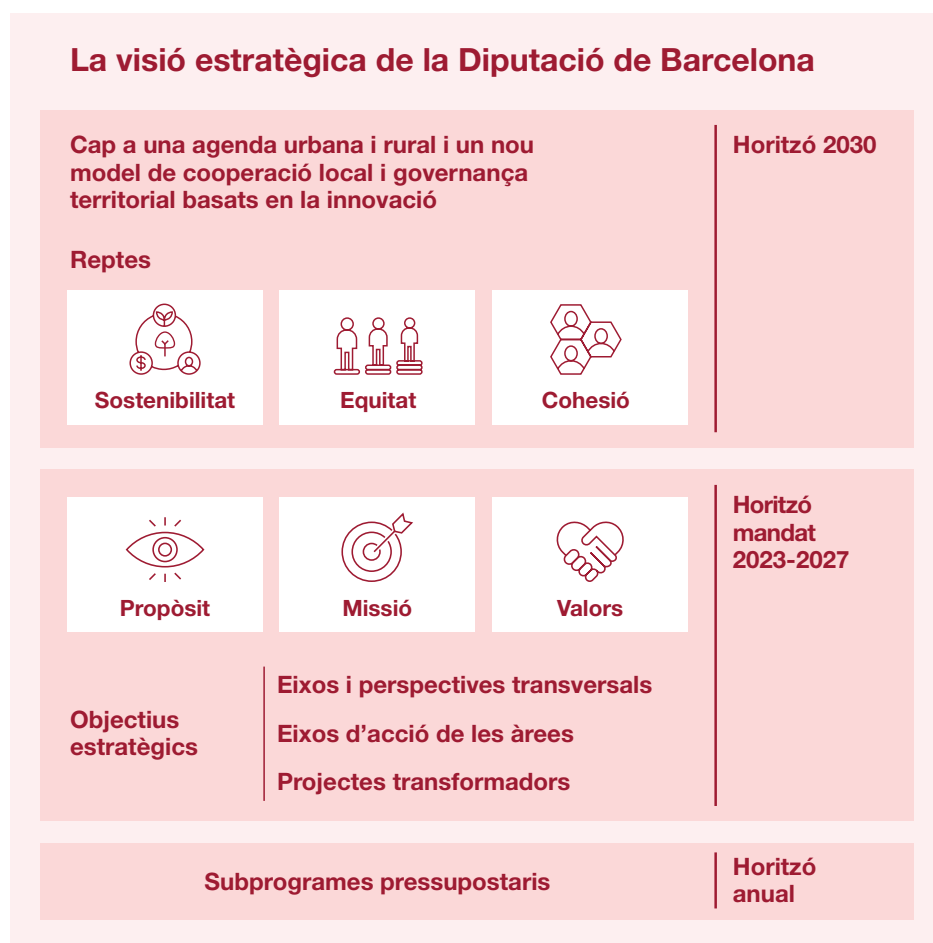 La visió estratègica de la Diputació de Barcelona
Cap a una agenda urbana i rural i un nou
model de cooperació local i governança
territorial basats en la innovació
Horitzó 2030
Reptes
$
Sostenibilitat
Equitat
Cohesió
Propòsit
Missió
Valors
Horitzó
mandat
2023-2027
Objectius
estratègics
Eixos i perspectives transversals
Eixos d’acció de les àrees
Projectes transformadors
Subprogrames pressupostaris
Horitzó
anual